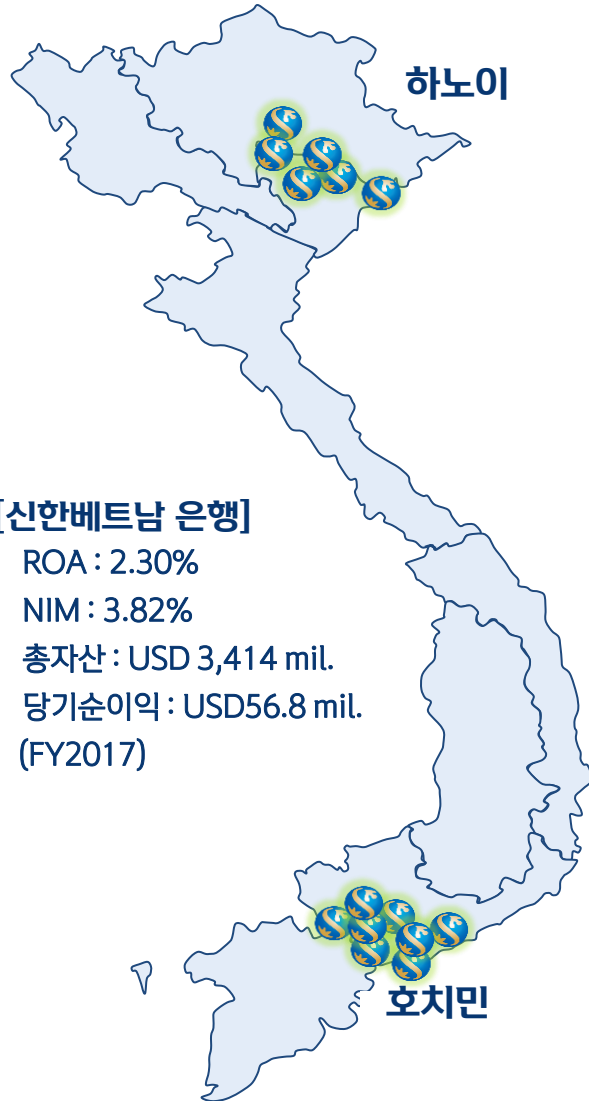 하노이
[신한베트남 은행]
ROA : 2.30%
NIM : 3.82%
총자산 : USD 3,414 mil.
당기순이익 : USD56.8 mil.
(FY2017)
호치민